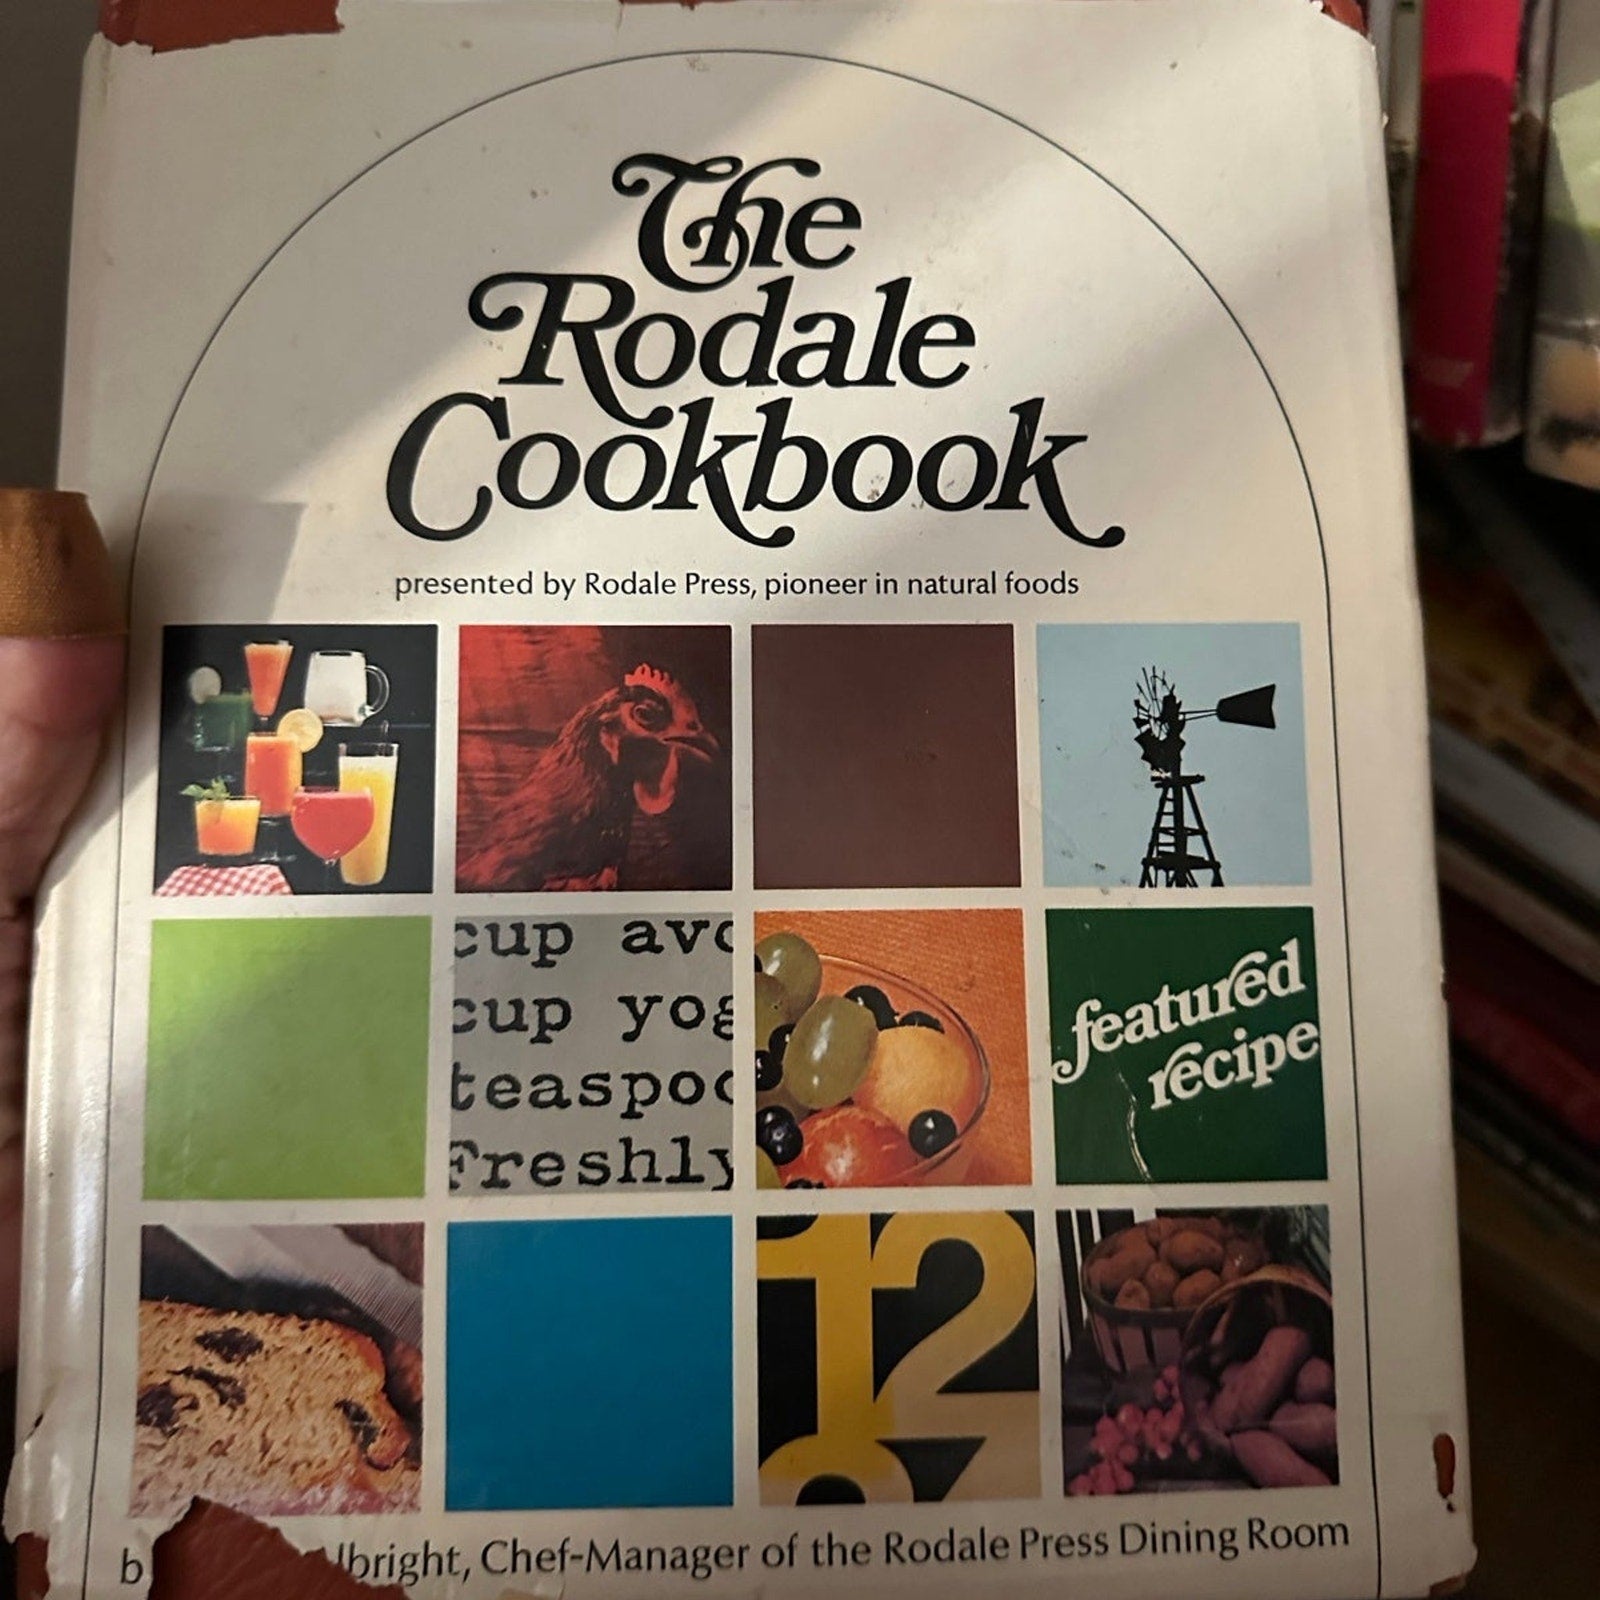 The
Rodale
Cookbook
presented by Rodale Press, pioneer in natural foods
cup avo
cup yog
teaspoo
Freshly
featured
recipe
12
b lbright, Chef-Manager of the Rodale Press Dining Room